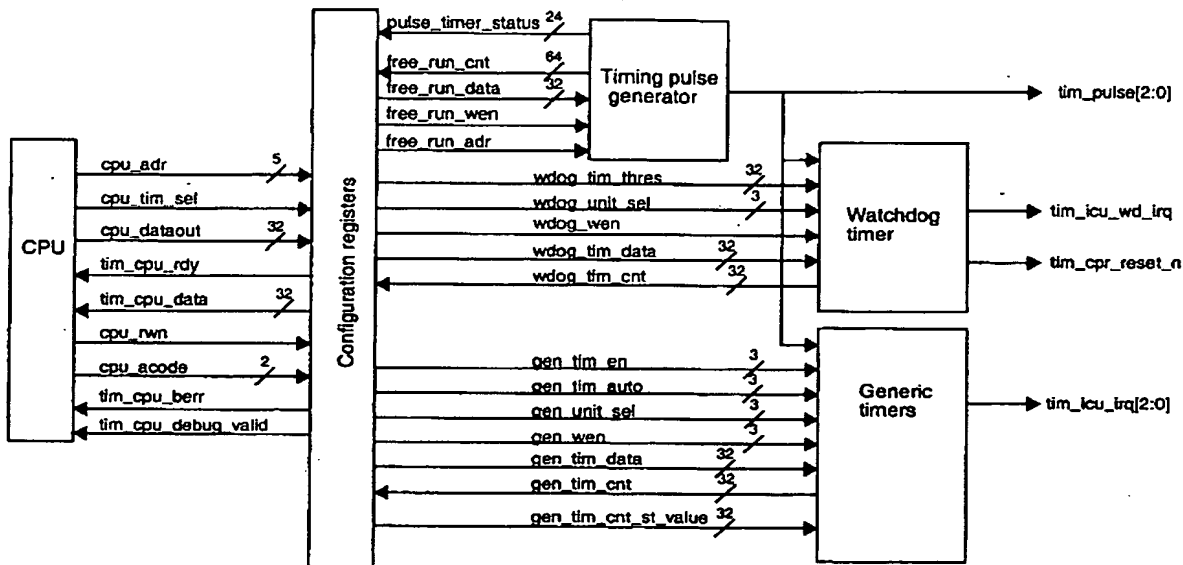 CPU
cpu_adr
5
cpu_tim_sel
cpu_dataout
32
tim_cpu_rdy
tim_cpu_data
32
cpu_rwn
cpu_acode
2
tim_cpu_berr
tim_cpu_debug_valid
Configuration registers
pulse_timer_status
24
free_run_cnt
64
free_run_data
32
free_run_wen
free_run_adr
Timing pulse
generator
tim_pulse[2:0]
wdog_tim_thres
32
wdog_unit_sel
3
wdog_wen
wdog_tim_data
32
wdog_tim_cnt
32
Watchdog
timer
tim_icu_wd_irq
tim_cpr_reset_n
gen_tim_en
3
gen_tim_auto
3
gen_unit_sel
3
gen_wen
3
gen_tim_data
32
gen_tim_cnt
32
gen_tim_cnt_st_value
32
Generic
timers
tim_icu_irq[2:0]